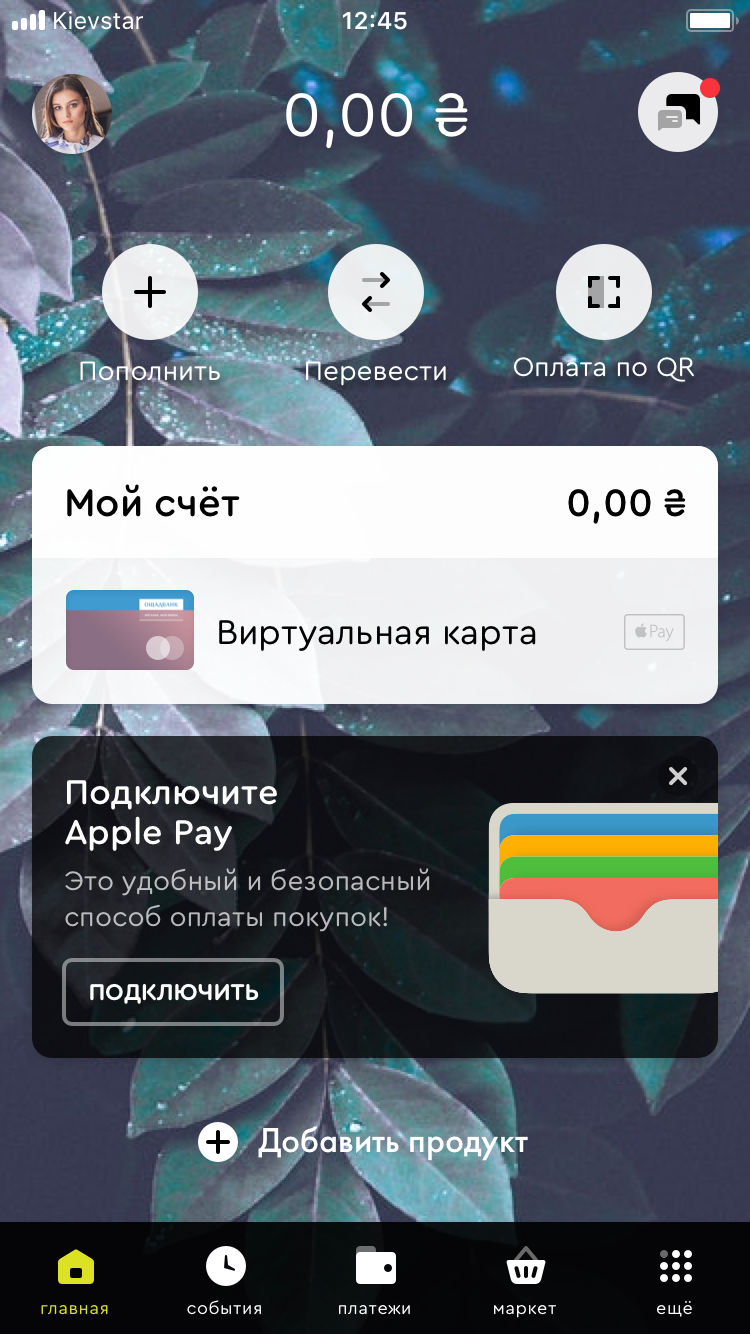 Kievstar 12:45
0,00 ₴
Пополнить Перевести Оплата по QR
Мой счёт 0,00 ₴
ОЩАДБАНК
Виртуальная карта Pay
Подключите
Apple Pay
Это удобный и безопасный
способ оплаты покупок!
ПОДКЛЮЧИТЬ
Добавить продукт
главная события платежи маркет ещё